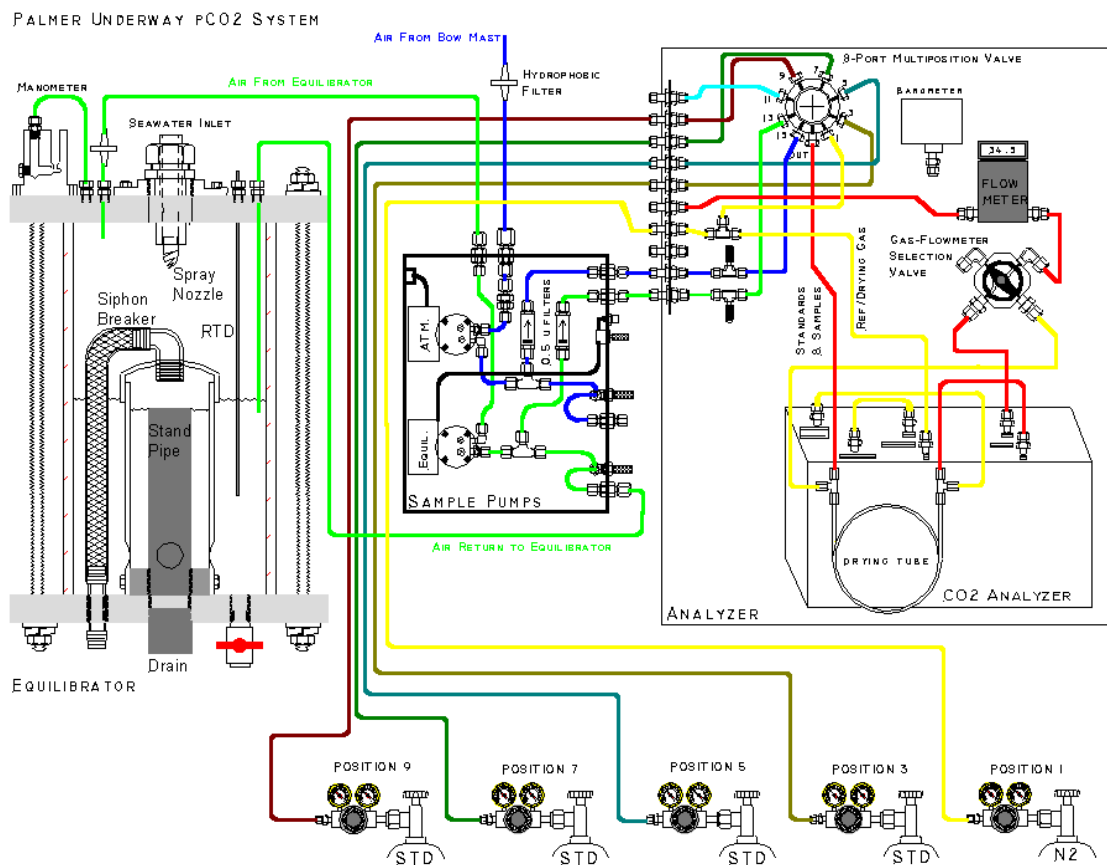 PALMER UNDERWAY PCO2 SYSTEM
AIR FROM BOW MAST
AIR FROM EQUILIBRATOR
HYDROPHOBIC
FILTER
MANOMETER
SEAWATER INLET
9-PORT MULTIPOSITION VALVE
BAROMETER
9
7
5
11
3
13
15
1
OUT
34.5
FLOW
METER
GAS-FLOWMETER
SELECTION
VALVE
Spray
Nozzle
Siphon
Breaker
RTD
ATM.
0.5 U FILTERS
STANDARDS
& SAMPLES
REF/DRYING GAS
Stand
Pipe
EQUIL.
SAMPLE PUMPS
AIR RETURN TO EQUILIBRATOR
DRYING TUBE
CO2 ANALYZER
ANALYZER
Drain
EQUILIBRATOR
POSITION 9
POSITION 7
POSITION 5
POSITION 3
POSITION 1
STD
STD
STD
STD
N2